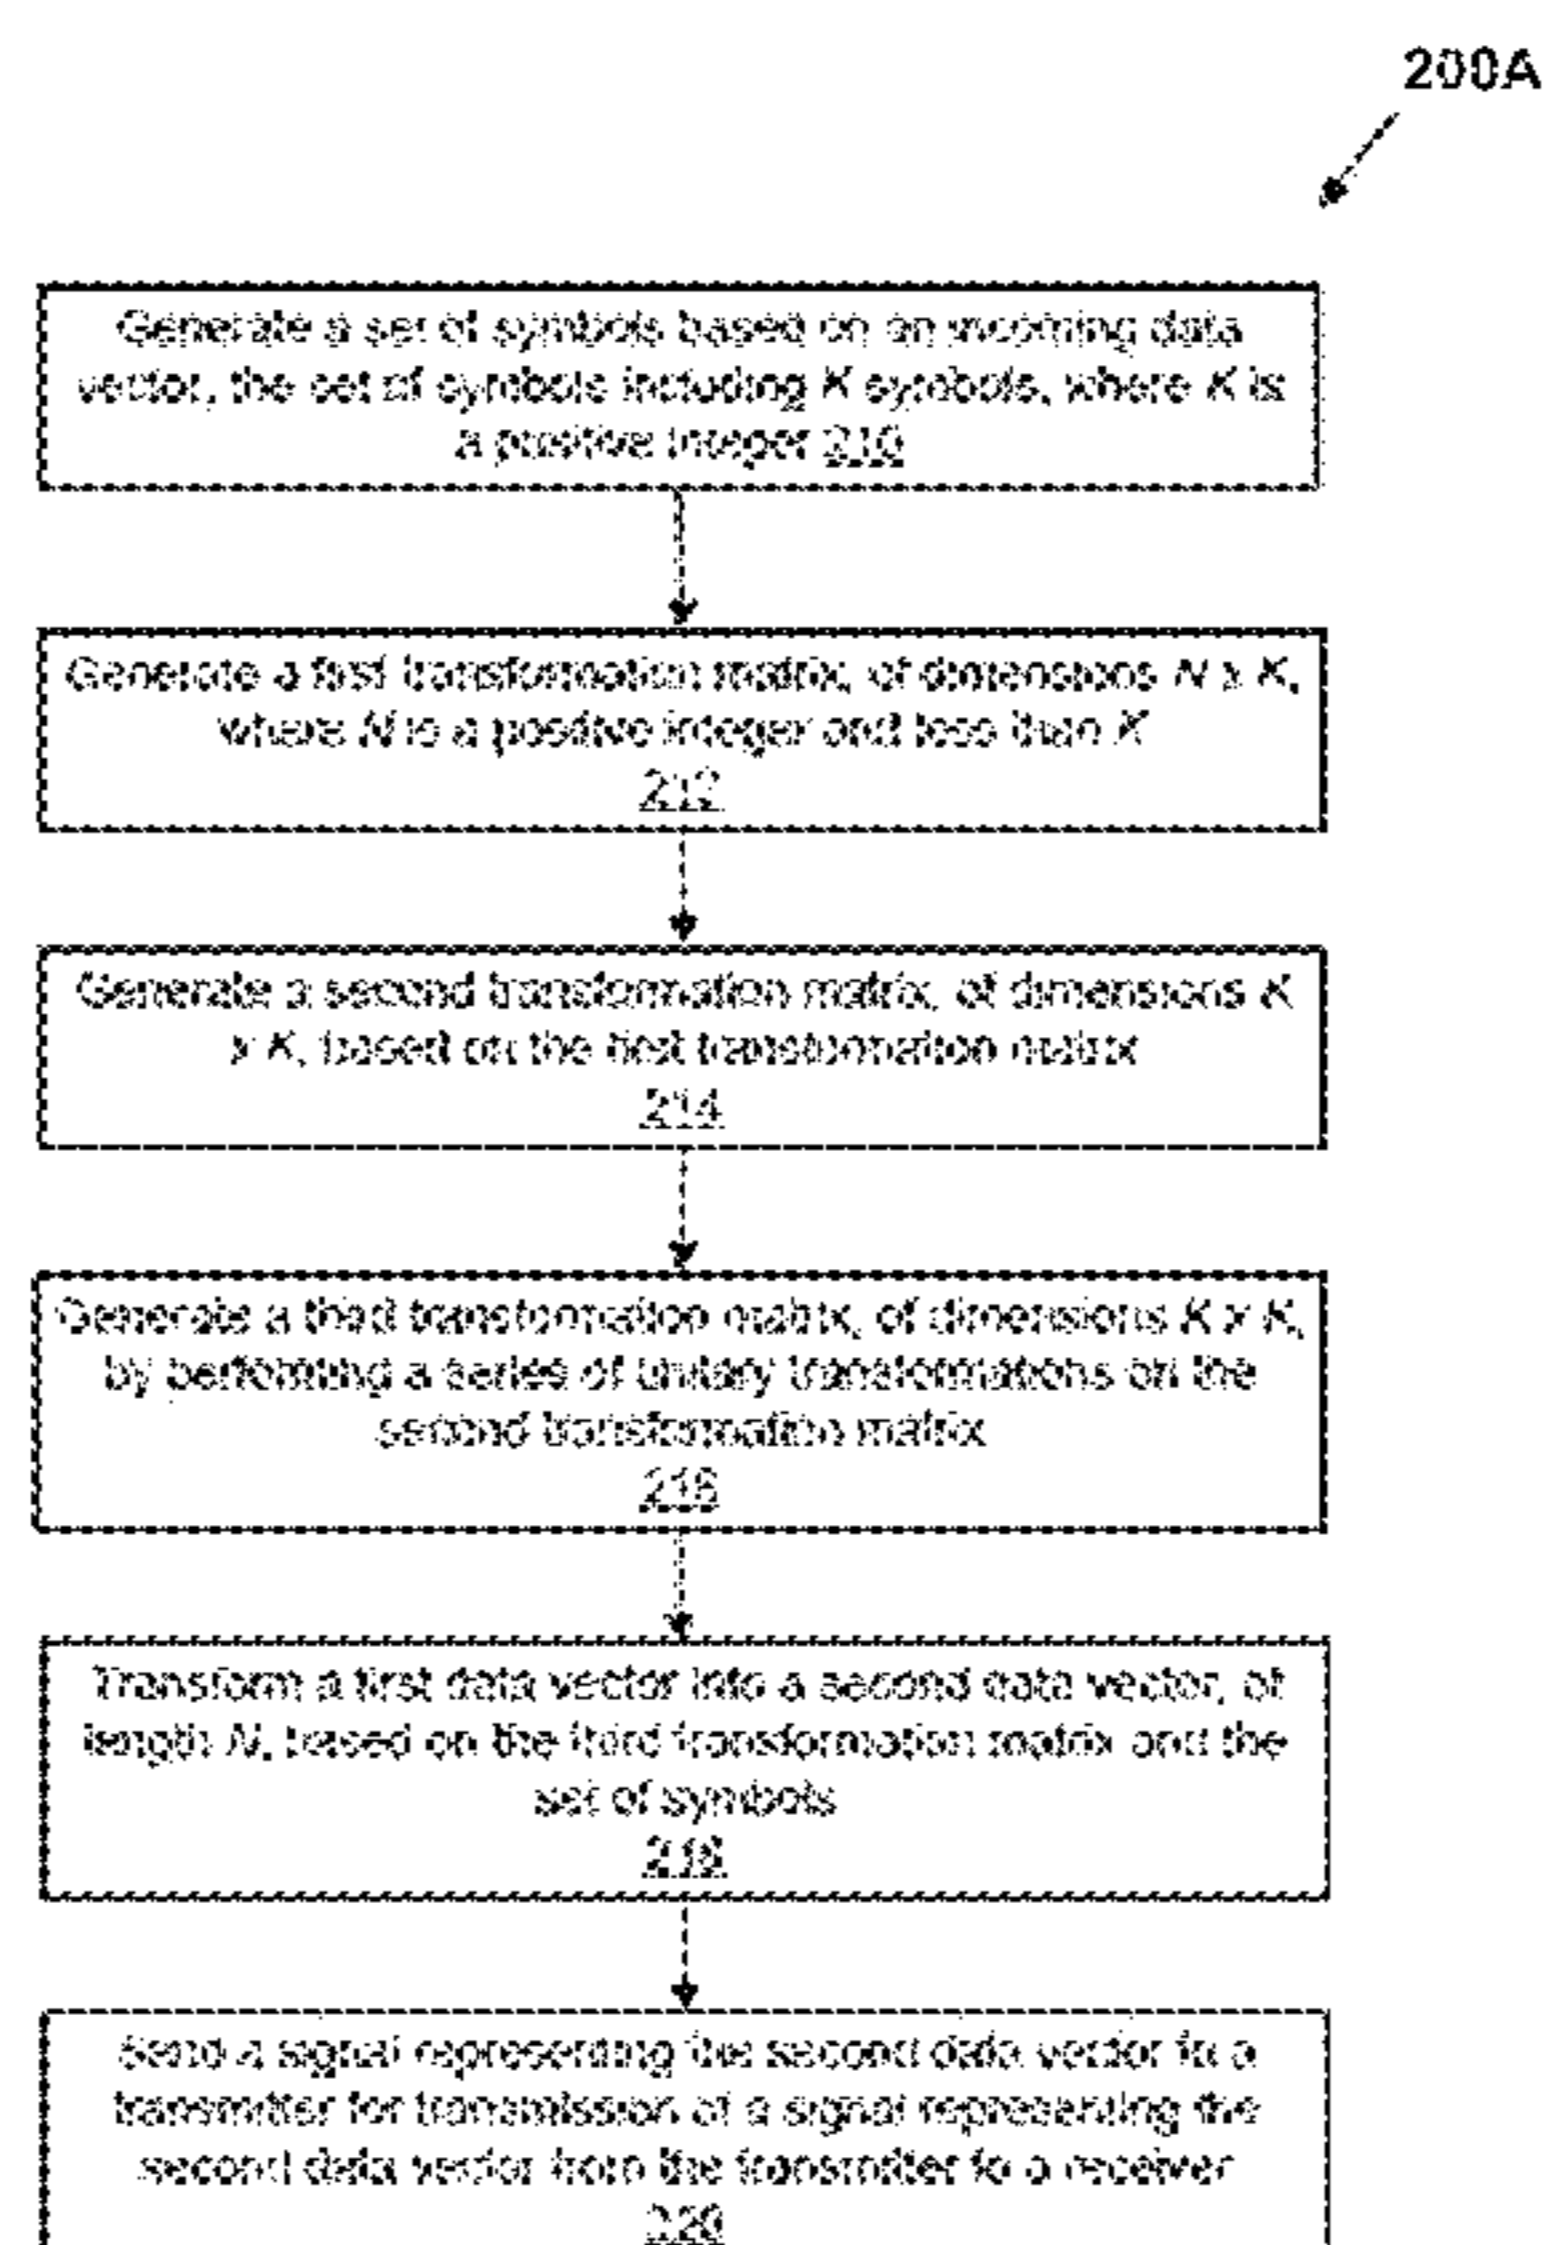 200A
Generate a set of symbols based on an incoming data
vector, the set of symbols including K symbols, where K is
a positive integer 210
Generate a first transformation matrix, of dimensions N x K,
where N is a positive integer and less than K
212
Generate a second transformation matrix, of dimensions K
x K, based on the first transformation matrix
214
Generate a third transformation matrix, of dimensions K x K,
by performing a series of unitary transformations on the
second transformation matrix
216
Transform a first data vector into a second data vector, of
length N, based on the third transformation matrix and the
set of symbols
218
Send a signal representing the second data vector to a
transmitter for transmission of a signal representing the
second data vector from the transmitter to a receiver
220